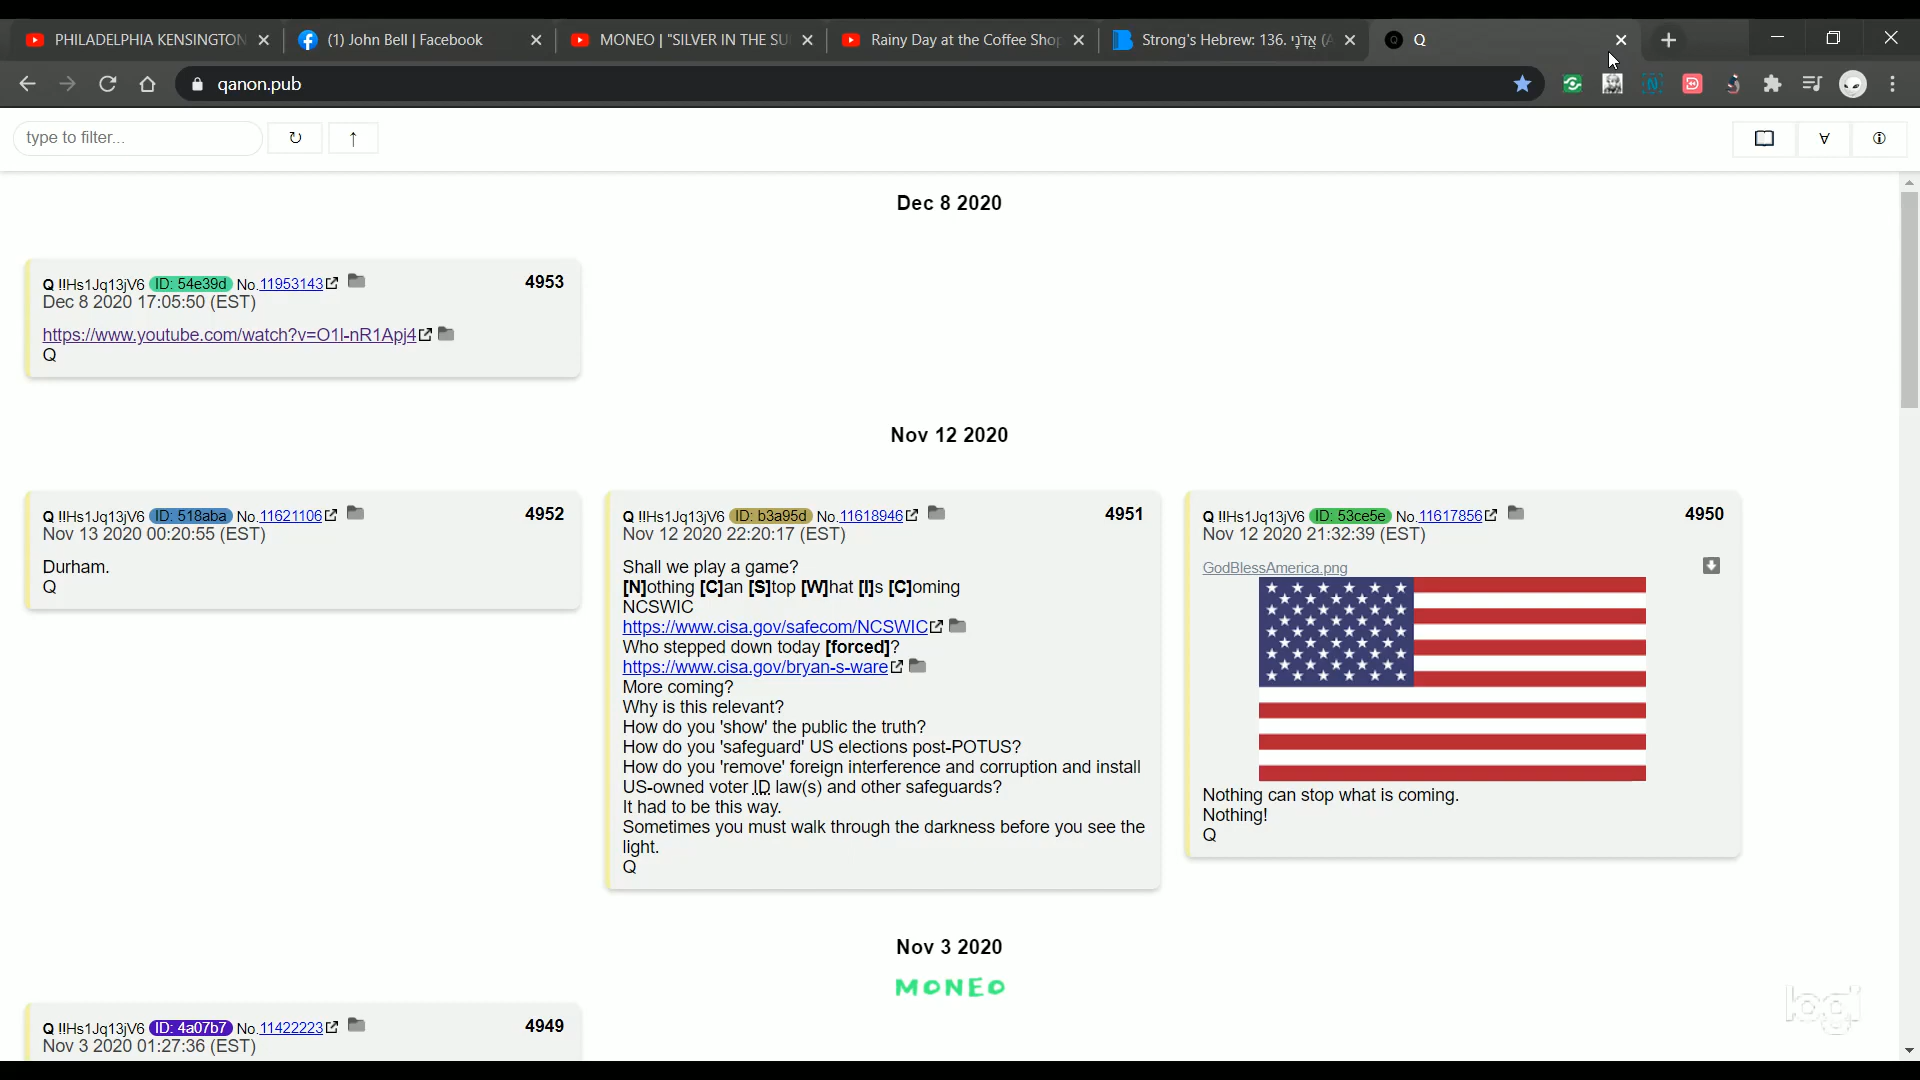 PHILADELPHIA KENSINGTON
(1) John Bell | Facebook
MONEO | "SILVER IN THE SU
Rainy Day at the Coffee Shop
Strong's Hebrew: 136. אֲדֹנָי (A
Q
qanon.pub
type to filter...
Dec 8 2020
Q !!Hs1Jq13jV6 ID: 54e39d No.11953143 4953
Dec 8 2020 17:05:50 (EST)
https://www.youtube.com/watch?v=O1l-nR1Apj4
Q
Nov 12 2020
Q !!Hs1Jq13jV6 ID: 518aba No.11621106 4952
Nov 13 2020 00:20:55 (EST)
Durham.
Q
Q !!Hs1Jq13jV6 ID: b3a95d No.11618946 4951
Nov 12 2020 22:20:17 (EST)
Shall we play a game?
[N]othing [C]an [S]top [W]hat [I]s [C]oming
NCSWIC
https://www.cisa.gov/safecom/NCSWIC
Who stepped down today [forced]?
https://www.cisa.gov/bryan-s-ware
More coming?
Why is this relevant?
How do you 'show' the public the truth?
How do you 'safeguard' US elections post-POTUS?
How do you 'remove' foreign interference and corruption and install
US-owned voter ID law(s) and other safeguards?
It had to be this way.
Sometimes you must walk through the darkness before you see the
light.
Q
Q !!Hs1Jq13jV6 ID: 53ce5e No.11617856 4950
Nov 12 2020 21:32:39 (EST)
GodBlessAmerica.png
Nothing can stop what is coming.
Nothing!
Q
Nov 3 2020
MONEO
logi
Q !!Hs1Jq13jV6 ID: 4a07b7 No.11422223 4949
Nov 3 2020 01:27:36 (EST)